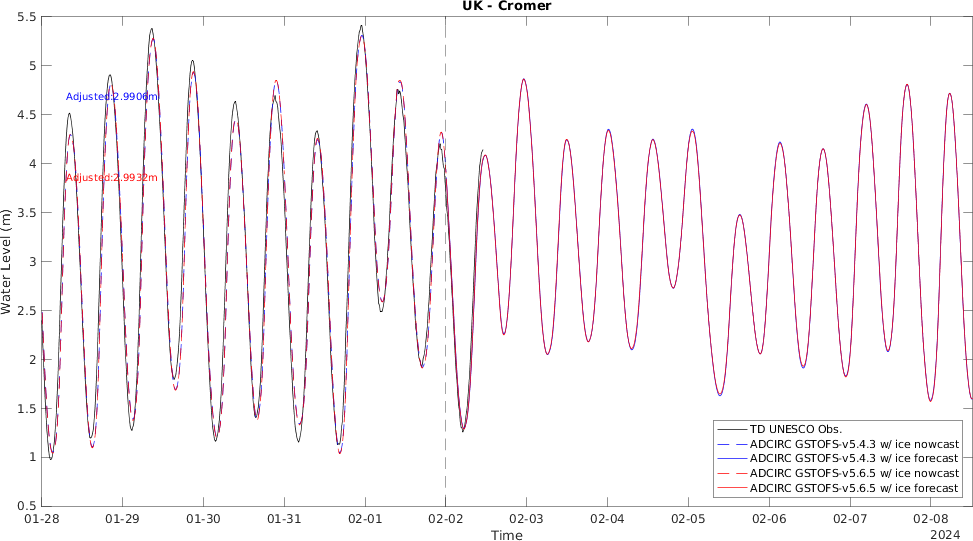 UK - Cromer
5.5
5
4.5
4
3.5
3
2.5
2
1.5
1
0.5
Water Level (m)
Adjusted:2.9906m
Adjusted:2.9932m
TD UNESCO Obs.
ADCIRC GSTOFS-v5.4.3 w/ ice nowcast
ADCIRC GSTOFS-v5.4.3 w/ ice forecast
ADCIRC GSTOFS-v5.6.5 w/ ice nowcast
ADCIRC GSTOFS-v5.6.5 w/ ice forecast
01-28 01-29 01-30 01-31 02-01 02-02 02-03 02-04 02-05 02-06 02-07 02-08
Time
2024